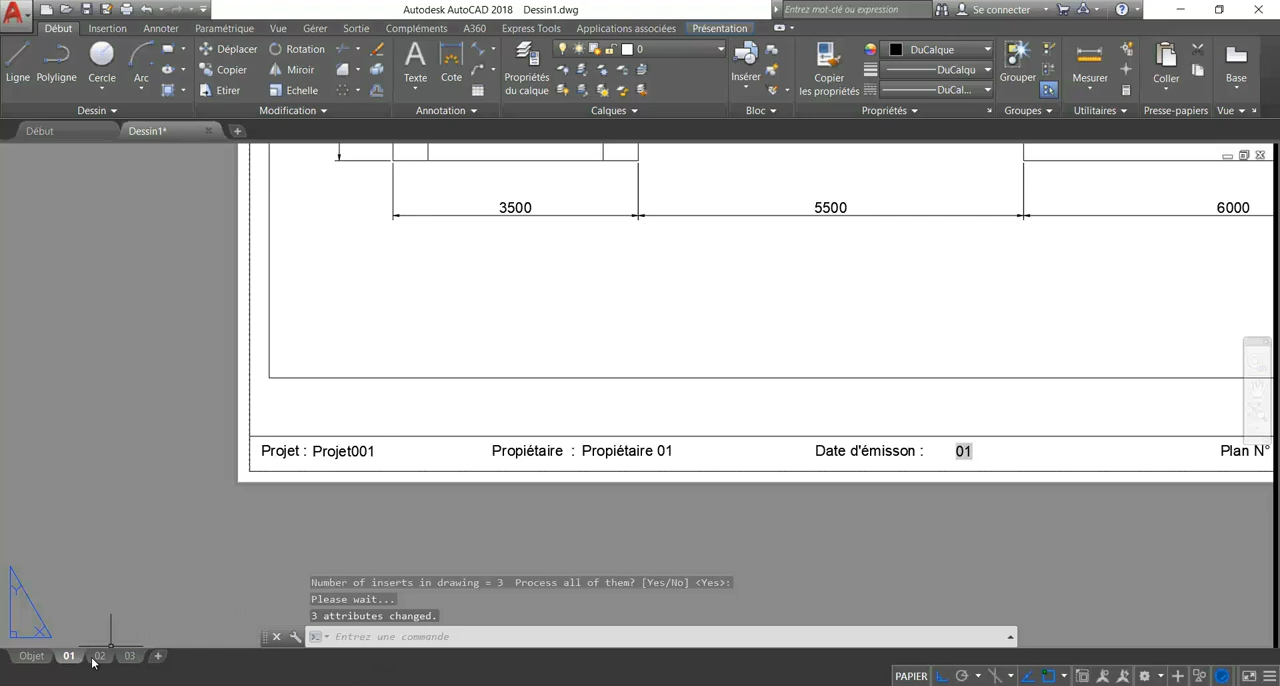 Autodesk AutoCAD 2018 Dessin1.dwg
Entrez mot-clé ou expression
Se connecter
Début Insertion Annoter Paramétrique Vue Gérer Sortie Compléments A360 Express Tools Applications associées Présentation
Ligne Polyligne Cercle Arc
Déplacer Rotation
Copier Miroir
Etirer Echelle
Texte Cote
Propriétés du calque
0
Insérer
Copier les propriétés
DuCalque
DuCalqu
DuCal...
Grouper
Mesurer
Coller
Base
Dessin Modification Annotation Calques Bloc Propriétés Groupes Utilitaires Presse-papiers Vue
Début Dessin1*
3500 5500 6000
Projet : Projet001 Propiétaire : Propiétaire 01 Date d'émisson : 01 Plan N°
Y
X
Number of inserts in drawing = 3 Process all of them? [Yes/No] <Yes>:
Please wait...
3 attributes changed.
Entrez une commande
Objet 01 02 03 +
PAPIER